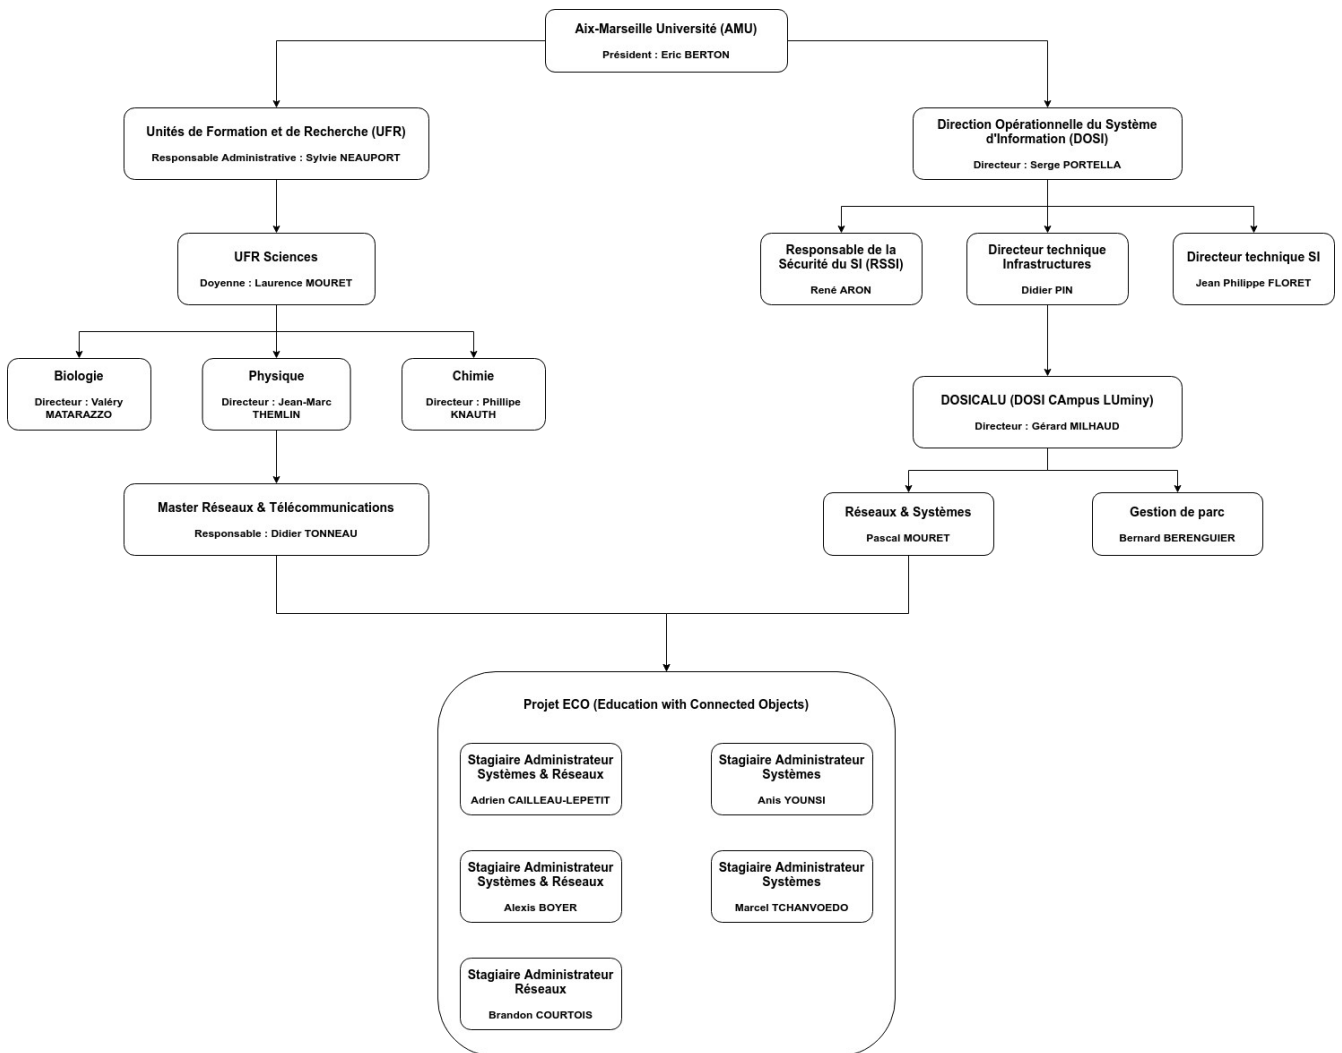 Aix-Marseille Université (AMU)
Président : Eric BERTON
Unités de Formation et de Recherche (UFR)
Responsable Administrative : Sylvie NEAUPORT
Direction Opérationnelle du Système
d'Information (DOSI)
Directeur : Serge PORTELLA
UFR Sciences
Doyenne : Laurence MOURET
Responsable de la
Sécurité du SI (RSSI)
René ARON
Directeur technique
Infrastructures
Didier PIN
Directeur technique SI
Jean Philippe FLORET
Biologie
Directeur : Valéry
MATARAZZO
Physique
Directeur : Jean-Marc
THEMLIN
Chimie
Directeur : Phillipe
KNAUTH
DOSICALU (DOSI CAmpus LUminy)
Directeur : Gérard MILHAUD
Master Réseaux & Télécommunications
Responsable : Didier TONNEAU
Réseaux & Systèmes
Pascal MOURET
Gestion de parc
Bernard BERENGUIER
Projet ECO (Education with Connected Objects)
Stagiaire Administrateur
Systèmes & Réseaux
Adrien CAILLEAU-LEPETIT
Stagiaire Administrateur
Systèmes
Anis YOUNSI
Stagiaire Administrateur
Systèmes & Réseaux
Alexis BOYER
Stagiaire Administrateur
Systèmes
Marcel TCHANVOEDO
Stagiaire Administrateur
Réseaux
Brandon COURTOIS